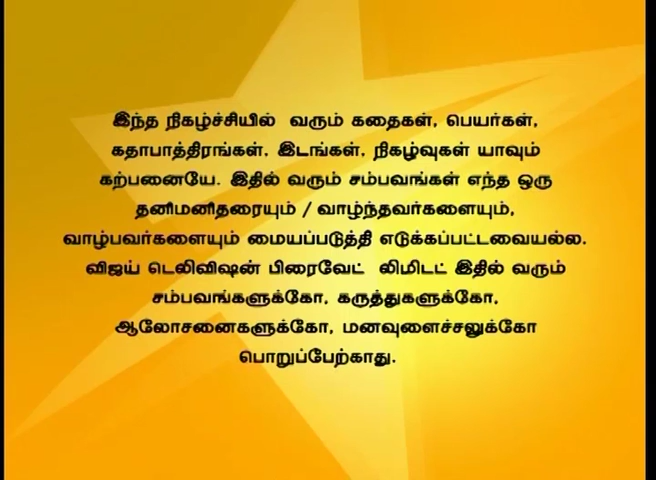 இந்த நிகழ்ச்சியில் வரும் கதைகள், பெயர்கள்,
கதாபாத்திரங்கள், இடங்கள், நிகழ்வுகள் யாவும்
கற்பனையே. இதில் வரும் சம்பவங்கள் எந்த ஒரு
தனிமனிதரையும் / வாழ்ந்தவர்களையும்,
வாழ்பவர்களையும் மையப்படுத்தி எடுக்கப்பட்டவையல்ல.
விஜய் டெலிவிஷன் பிரைவேட் லிமிடட் இதில் வரும்
சம்பவங்களுக்கோ, கருத்துகளுக்கோ,
ஆலோசனைகளுக்கோ, மனவுளைச்சலுக்கோ
பொறுப்பேற்காது.